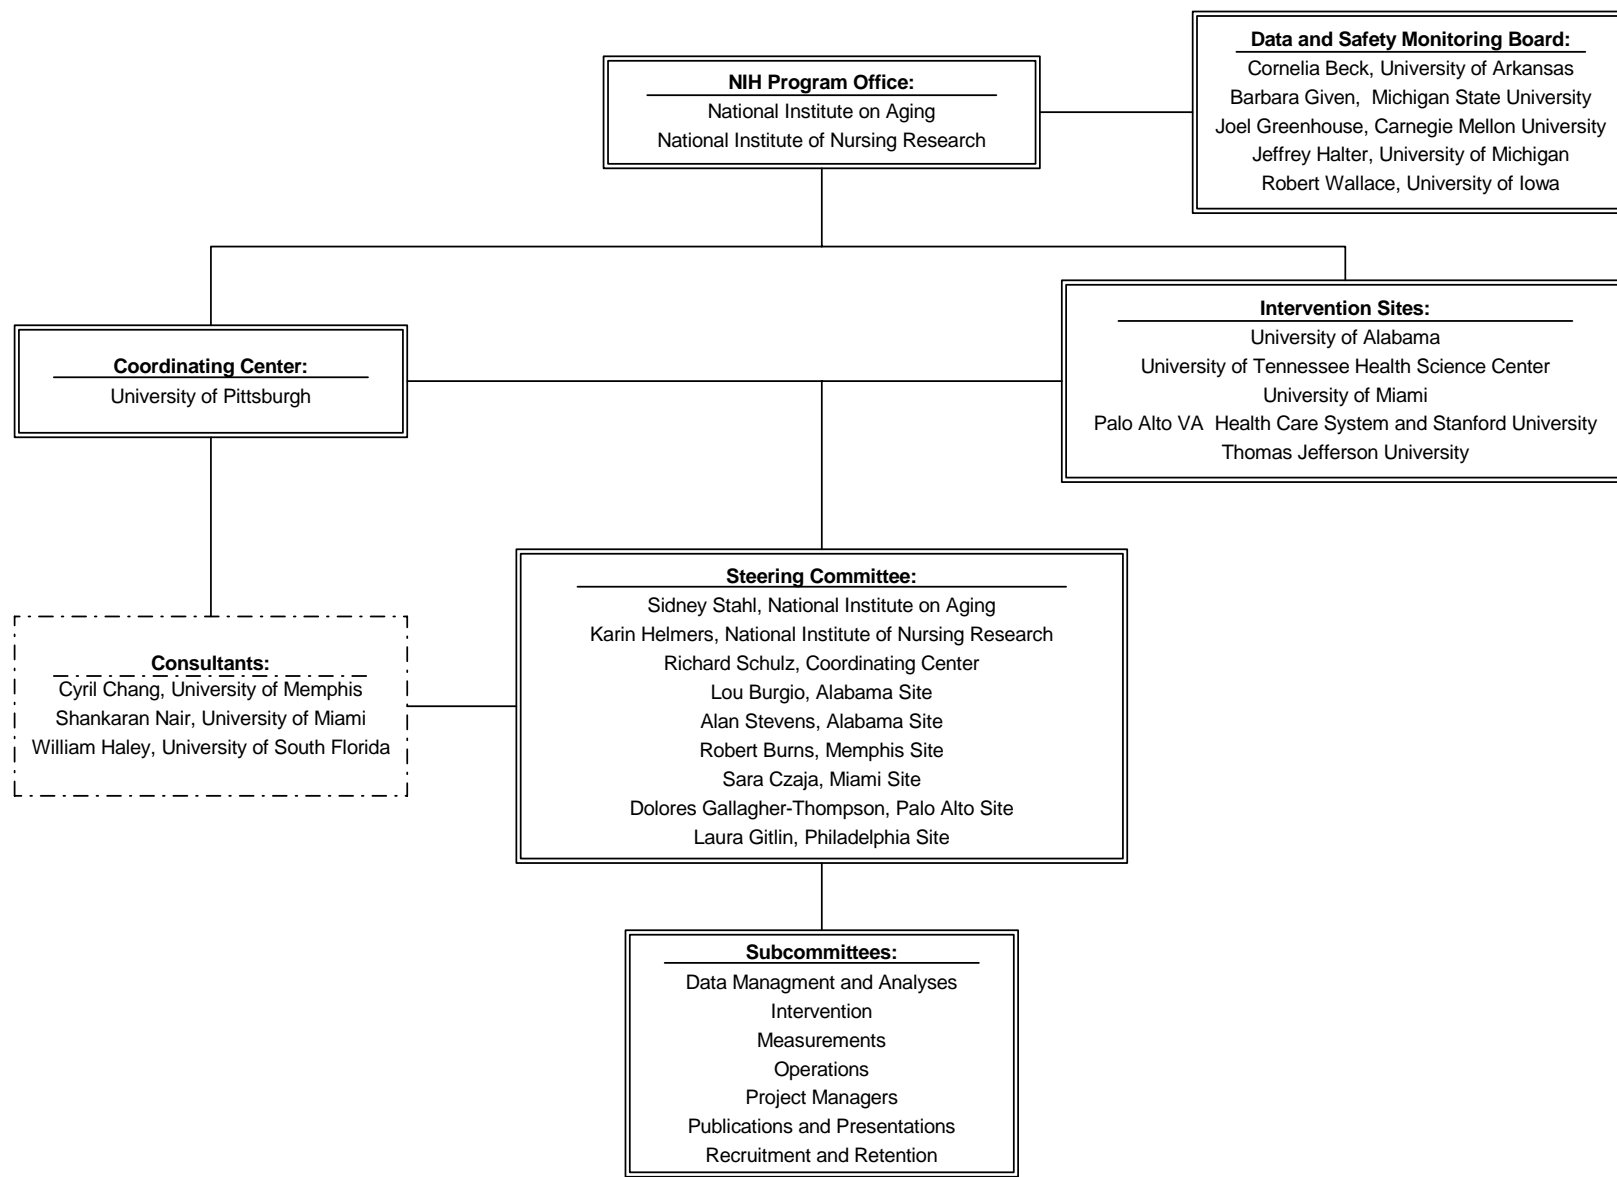 NIH Program Office:
National Institute on Aging
National Institute of Nursing Research
Data and Safety Monitoring Board:
Cornelia Beck, University of Arkansas
Barbara Given,  Michigan State University
Joel Greenhouse, Carnegie Mellon University
Jeffrey Halter, University of Michigan
Robert Wallace, University of Iowa
Coordinating Center:
University of Pittsburgh
Intervention Sites:
University of Alabama
University of Tennessee Health Science Center
University of Miami
Palo Alto VA  Health Care System and Stanford University
Thomas Jefferson University
Consultants:
Cyril Chang, University of Memphis
Shankaran Nair, University of Miami
William Haley, University of South Florida
Steering Committee:
Sidney Stahl, National Institute on Aging
Karin Helmers, National Institute of Nursing Research
Richard Schulz, Coordinating Center
Lou Burgio, Alabama Site
Alan Stevens, Alabama Site
Robert Burns, Memphis Site
Sara Czaja, Miami Site
Dolores Gallagher-Thompson, Palo Alto Site
Laura Gitlin, Philadelphia Site
Subcommittees:
Data Managment and Analyses
Intervention
Measurements
Operations
Project Managers
Publications and Presentations
Recruitment and Retention